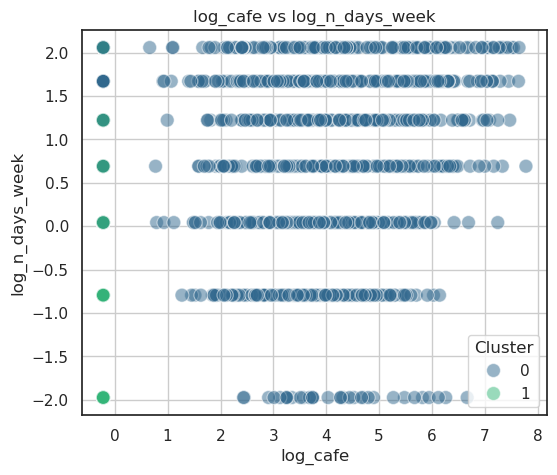 log_cafe vs log_n_days_week
2.0
1.5
1.0
0.5
0.0
−0.5
−1.0
−1.5
−2.0
log_n_days_week
Cluster
0
1
0 1 2 3 4 5 6 7 8
log_cafe